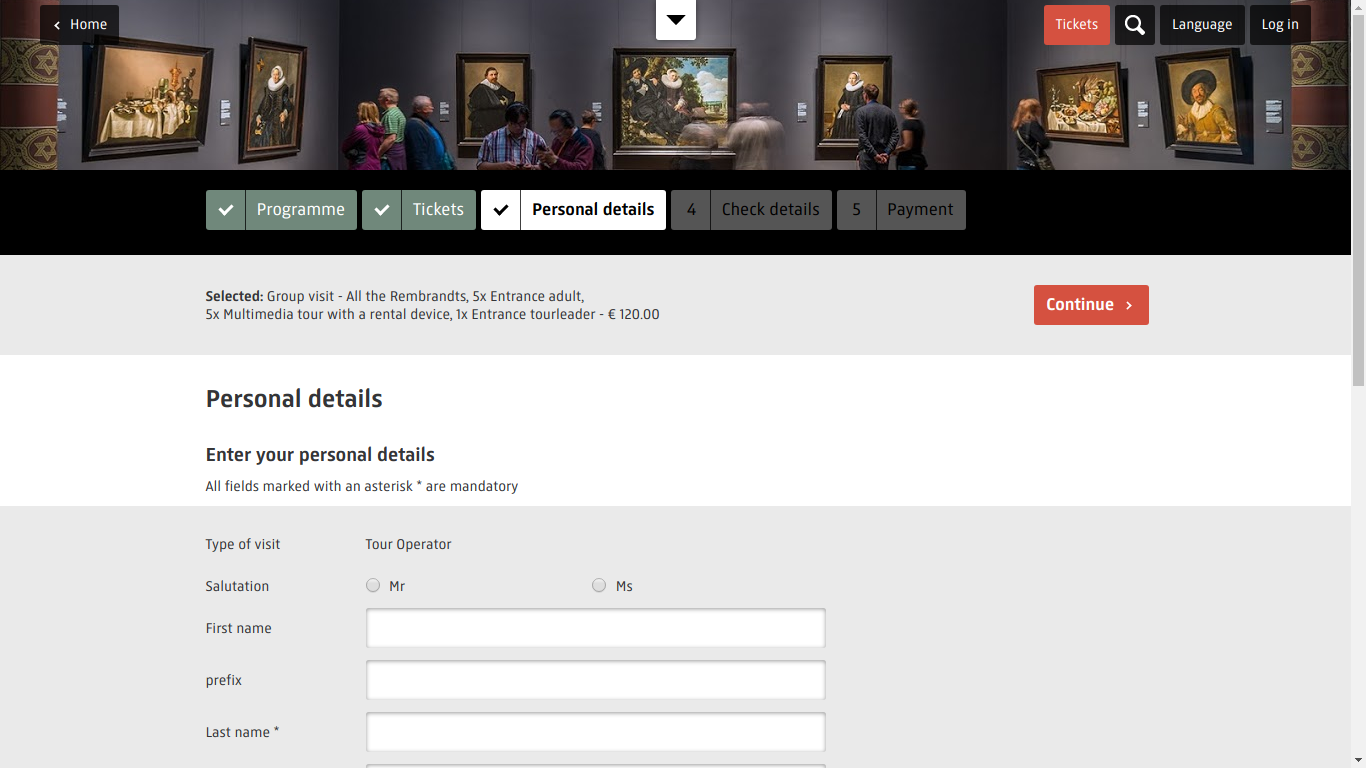 Home
Tickets
Language
Log in
Programme
Tickets
Personal details
4 Check details
5 Payment
Selected: Group visit - All the Rembrandts, 5x Entrance adult,
5x Multimedia tour with a rental device, 1x Entrance tourleader - € 120.00
Continue
Personal details
Enter your personal details
All fields marked with an asterisk * are mandatory
Type of visit Tour Operator
Salutation Mr Ms
First name
prefix
Last name *